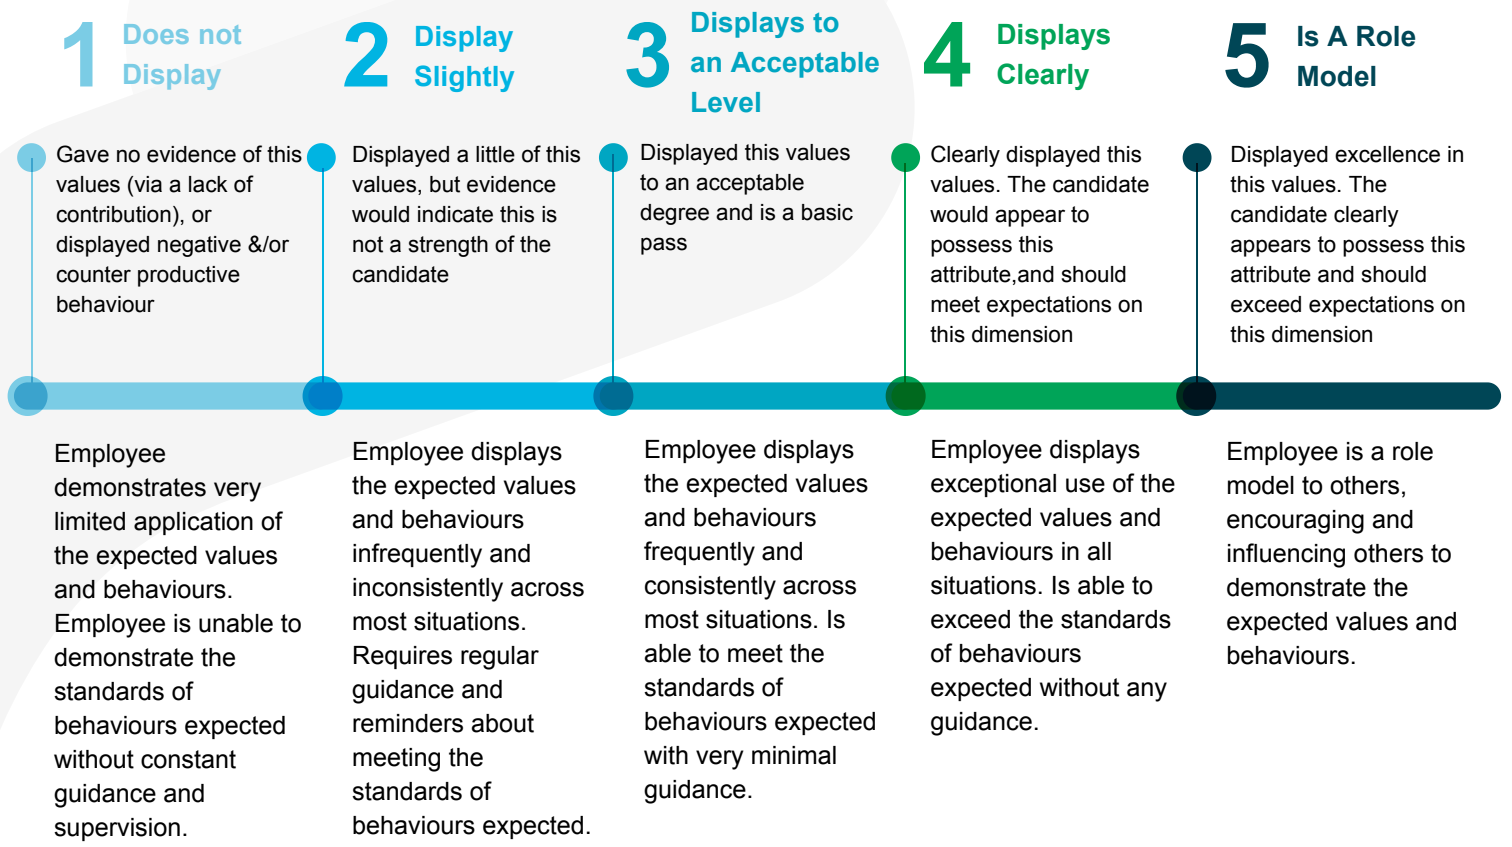 1
Does not
Display
2
Display
Slightly
3
Displays to
an Acceptable
Level
4
Displays
Clearly
5
Is A Role
Model
Gave no evidence of this
values (via a lack of
contribution), or
displayed negative &/or
counter productive
behaviour
Displayed a little of this
values, but evidence
would indicate this is
not a strength of the
candidate
Displayed this values
to an acceptable
degree and is a basic
pass
Clearly displayed this
values. The candidate
would appear to
possess this
attribute,and should
meet expectations on
this dimension
Displayed excellence in
this values. The
candidate clearly
appears to possess this
attribute and should
exceed expectations on
this dimension
Employee
demonstrates very
limited application of
the expected values
and behaviours.
Employee is unable to
demonstrate the
standards of
behaviours expected
without constant
guidance and
supervision.
Employee displays
the expected values
and behaviours
infrequently and
inconsistently across
most situations.
Requires regular
guidance and
reminders about
meeting the
standards of
behaviours expected.
Employee displays
the expected values
and behaviours
frequently and
consistently across
most situations. Is
able to meet the
standards of
behaviours expected
with very minimal
guidance.
Employee displays
exceptional use of the
expected values and
behaviours in all
situations. Is able to
exceed the standards
of behaviours
expected without any
guidance.
Employee is a role
model to others,
encouraging and
influencing others to
demonstrate the
expected values and
behaviours.